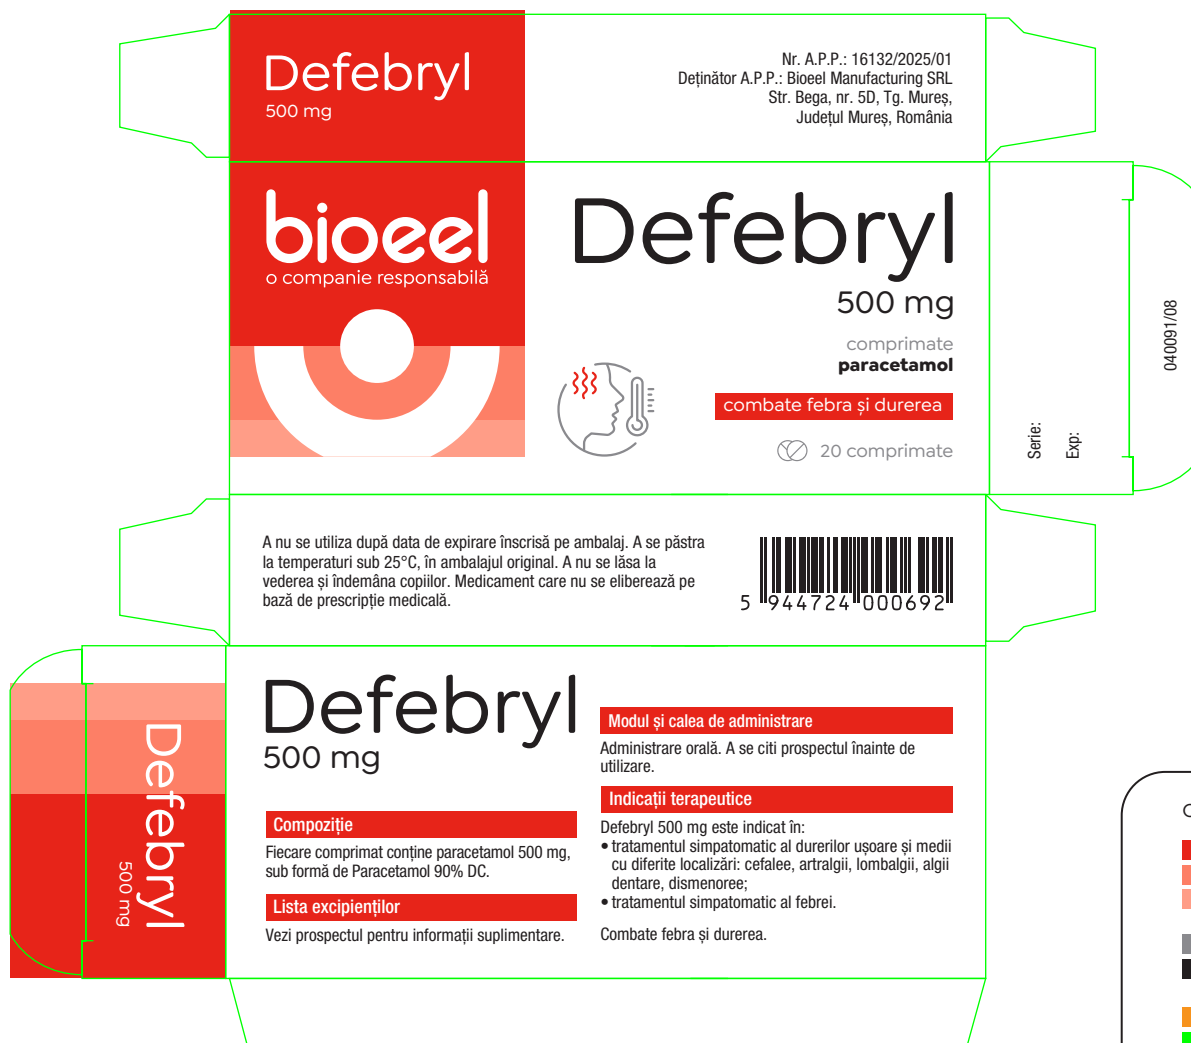 Defebryl
500 mg
Nr. A.P.P.: 16132/2025/01
Deținător A.P.P.: Bioeel Manufacturing SRL
Str. Bega, nr. 5D, Tg. Mureș,
Județul Mureș, România
bioeel
o companie responsabilă
Defebryl
500 mg
comprimate
paracetamol
combate febra și durerea
20 comprimate
Serie:
Exp:
040091/08
A nu se utiliza după data de expirare înscrisă pe ambalaj. A se păstra
la temperaturi sub 25°C, în ambalajul original. A nu se lăsa la
vederea și îndemâna copiilor. Medicament care nu se eliberează pe
bază de prescripție medicală.
5 944724 000692
Defebryl
500 mg
Defebryl
500 mg
Compoziție
Fiecare comprimat conține paracetamol 500 mg,
sub formă de Paracetamol 90% DC.
Lista excipienților
Vezi prospectul pentru informații suplimentare.
Modul și calea de administrare
Administrare orală. A se citi prospectul înainte de
utilizare.
Indicații terapeutice
Defebryl 500 mg este indicat în:
• tratamentul simpatomatic al durerilor ușoare și medii
cu diferite localizări: cefalee, artralgii, lombalgii, algii
dentare, dismenoree;
• tratamentul simpatomatic al febrei.
Combate febra și durerea.